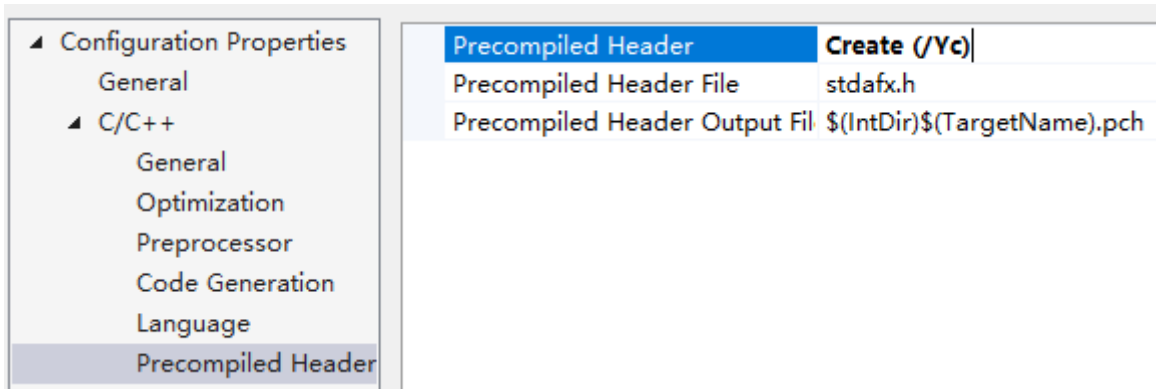 Configuration Properties
General
C/C++
General
Optimization
Preprocessor
Code Generation
Language
Precompiled Header
Precompiled Header Create (/Yc)
Precompiled Header File stdafx.h
Precompiled Header Output Fil $(IntDir)$(TargetName).pch